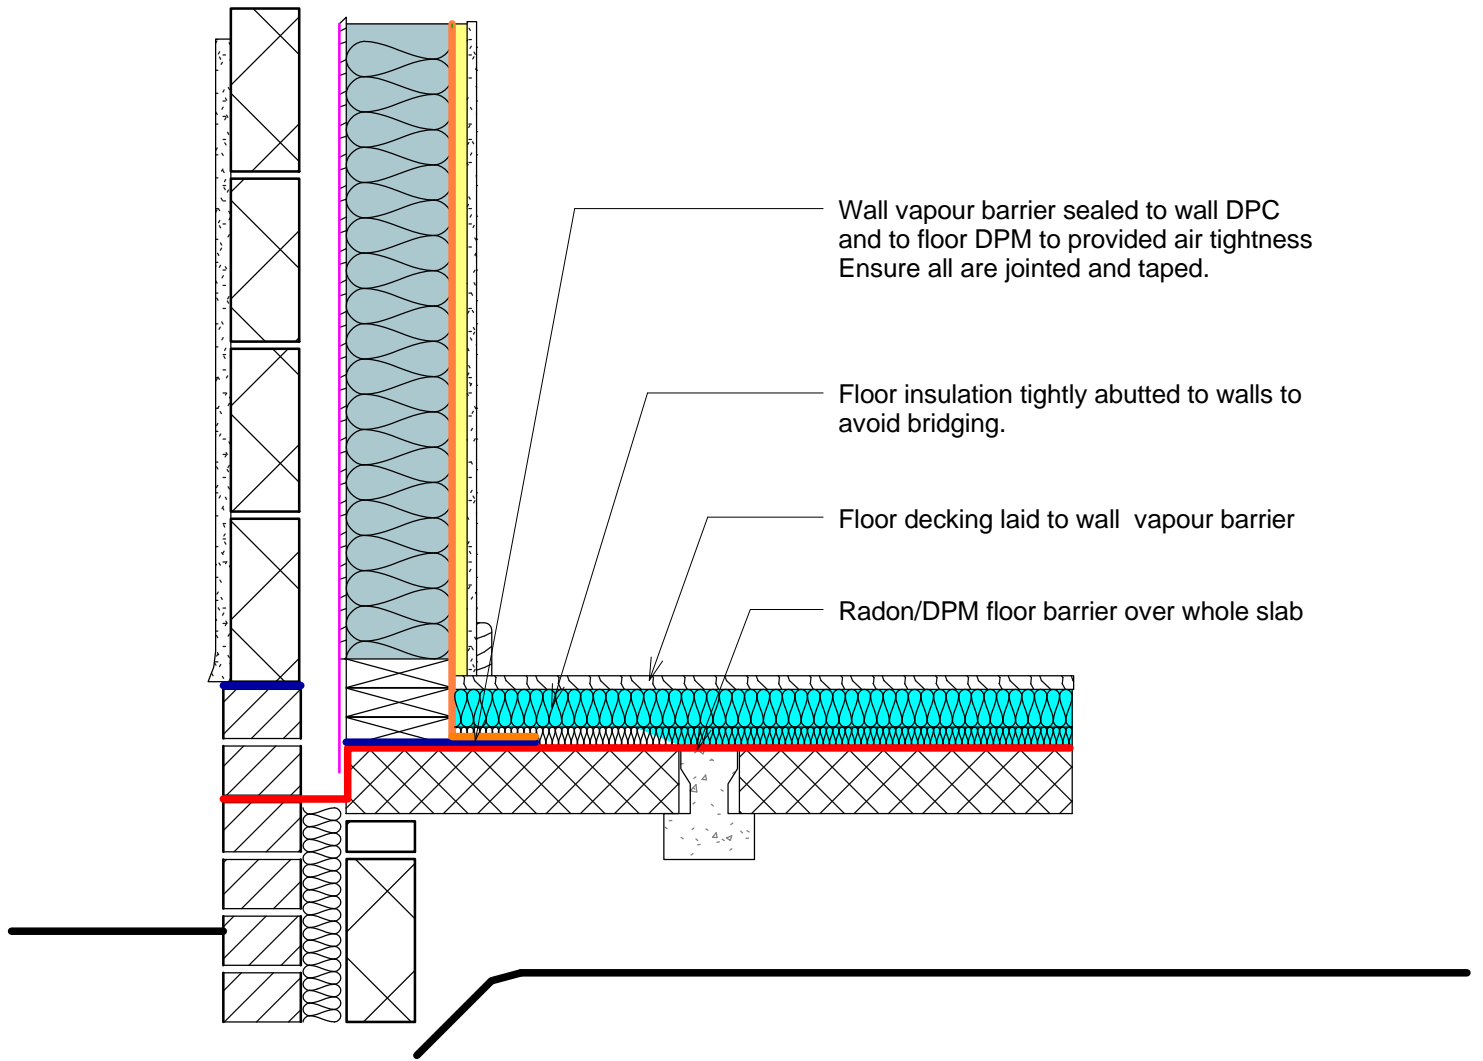 Wall vapour barrier sealed to wall DPC
and to floor DPM to provided air tightness
Ensure all are jointed and taped.
Floor insulation tightly abutted to walls to
avoid bridging.
Floor decking laid to wall  vapour barrier
Radon/DPM floor barrier over whole slab